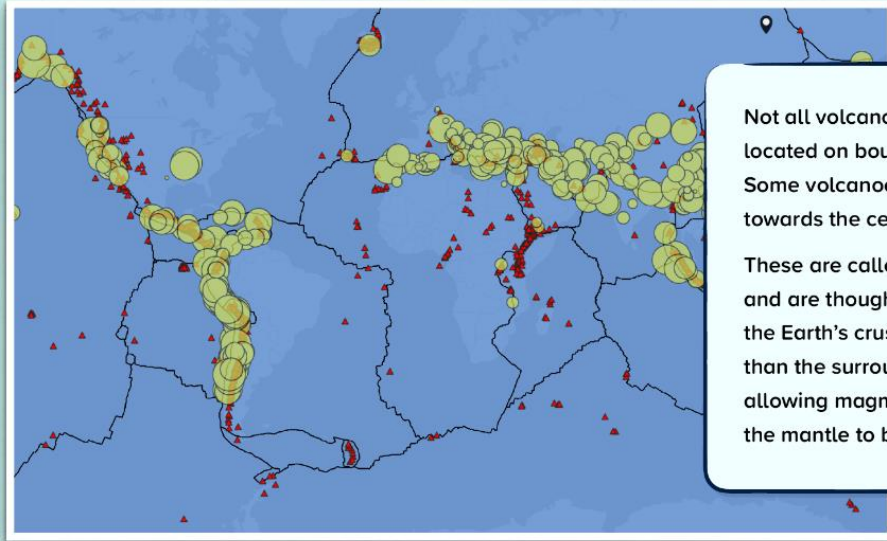 Not all volcano
located on bou
Some volcanoe
towards the ce
These are calle
and are though
the Earth's crus
than the surrou
allowing magn
the mantle to b